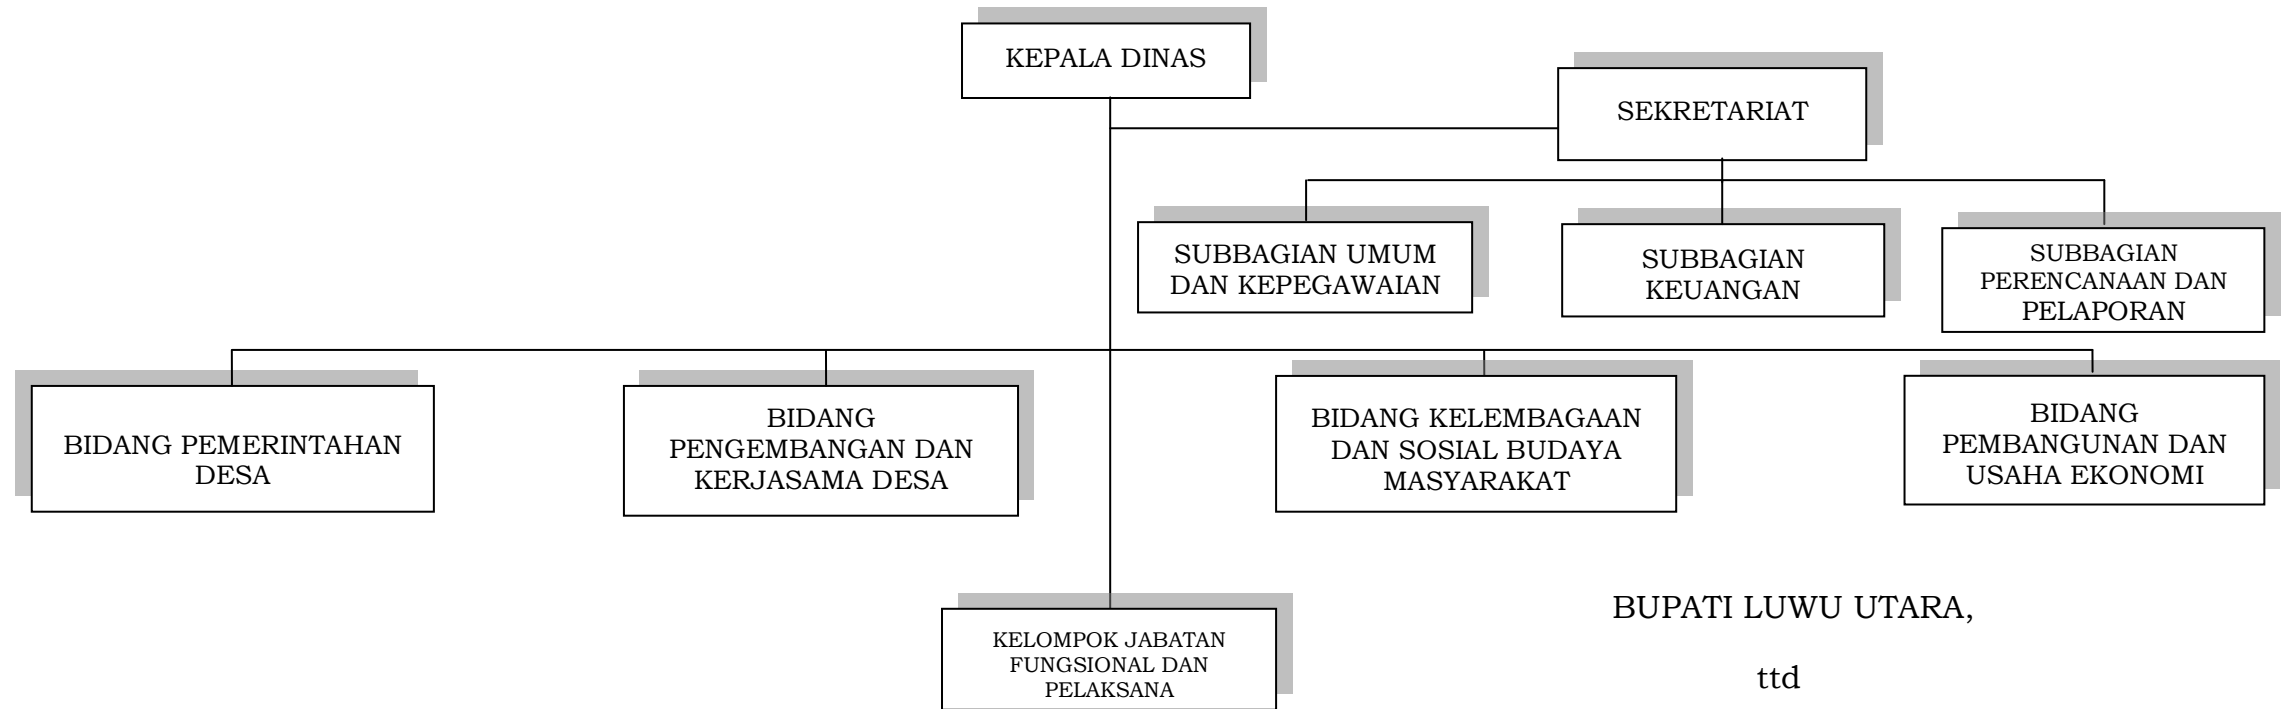 KEPALA DINAS
SEKRETARIAT
SUBBAGIAN UMUM
DAN KEPEGAWAIAN
SUBBAGIAN
KEUANGAN
SUBBAGIAN
PERENCANAAN DAN
PELAPORAN
BIDANG PEMERINTAHAN
DESA
BIDANG
PENGEMBANGAN DAN
KERJASAMA DESA
BIDANG KELEMBAGAAN
DAN SOSIAL BUDAYA
MASYARAKAT
BIDANG
PEMBANGUNAN DAN
USAHA EKONOMI
KELOMPOK JABATAN
FUNGSIONAL DAN
PELAKSANA
BUPATI LUWU UTARA,
ttd